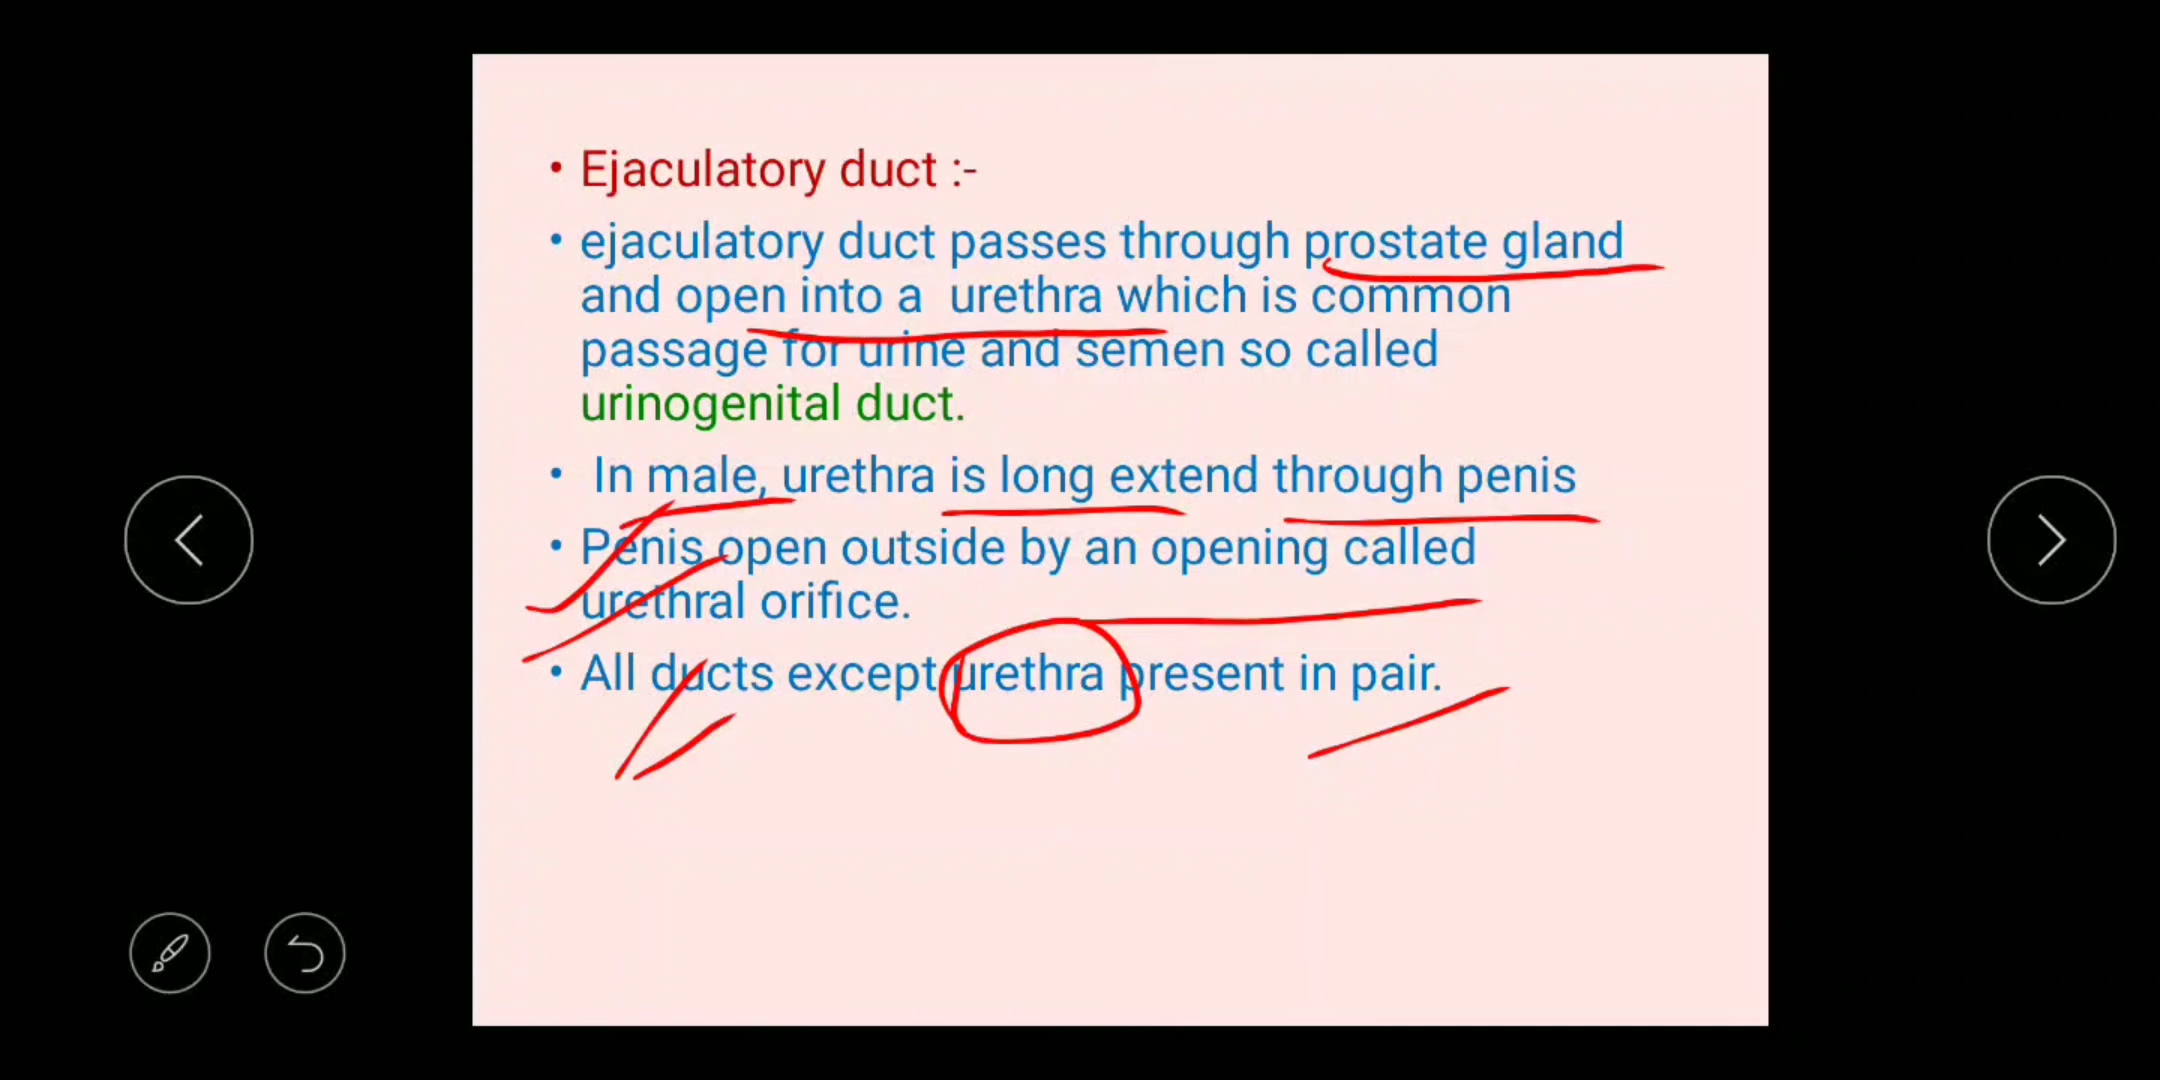 • Ejaculatory duct :-
• ejaculatory duct passes through prostate gland
and open into a urethra which is common
passage for urine and semen so called
urinogenital duct.
• In male, urethra is long extend through penis
• Penis open outside by an opening called
urethral orifice.
• All ducts except urethra present in pair.